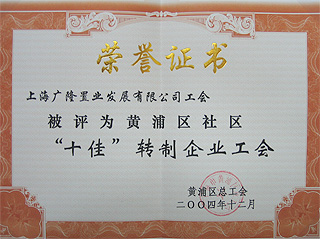 荣誉证书
上海广隆置业发展有限公司工会
被评为黄浦区社区
“十佳”转制企业工会
黄浦区总工会
二〇〇四年十二月